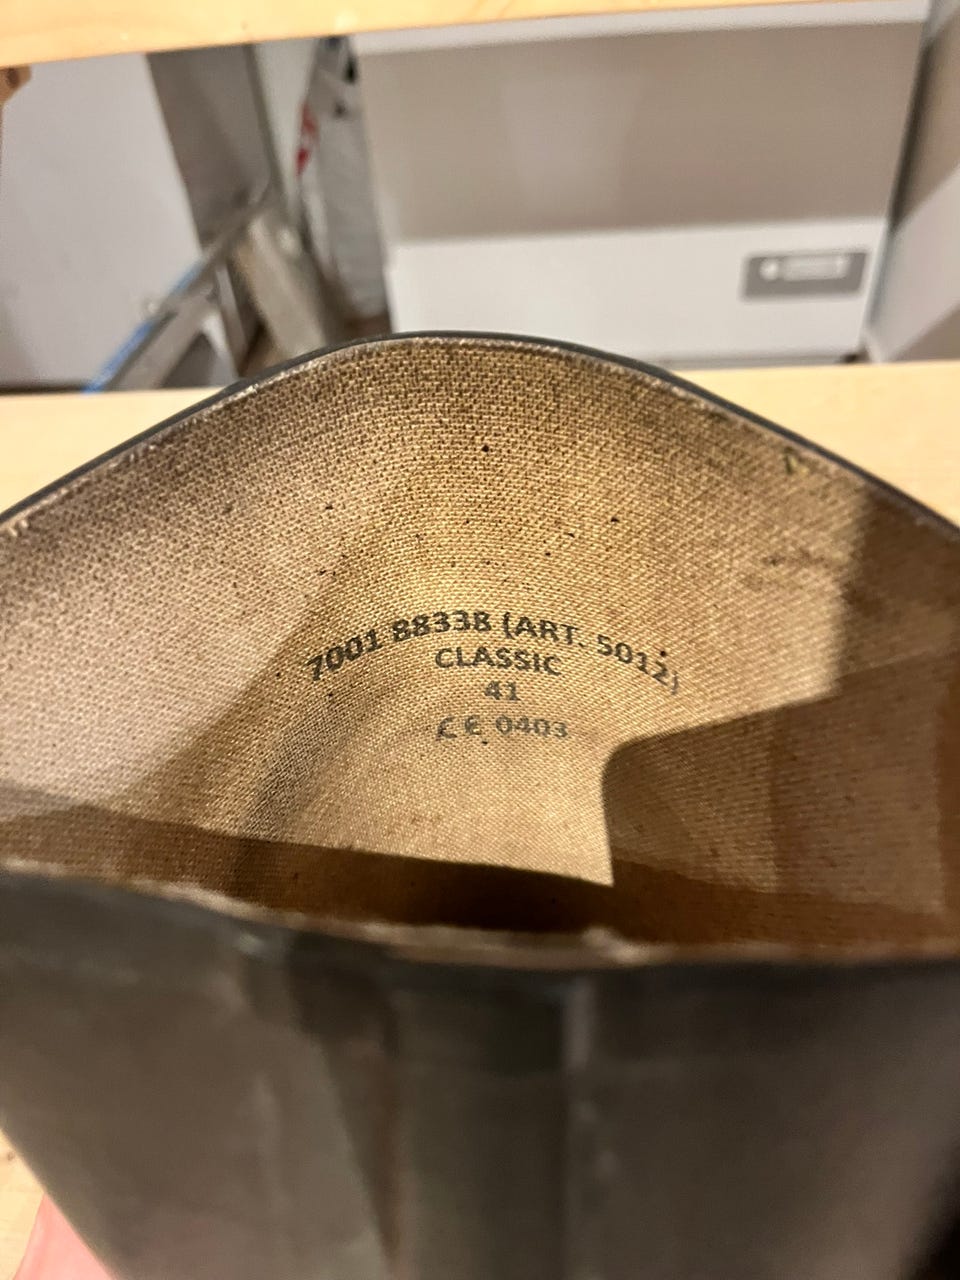 7001 88338 (ART. 5012)
CLASSIC
41
CE 0403